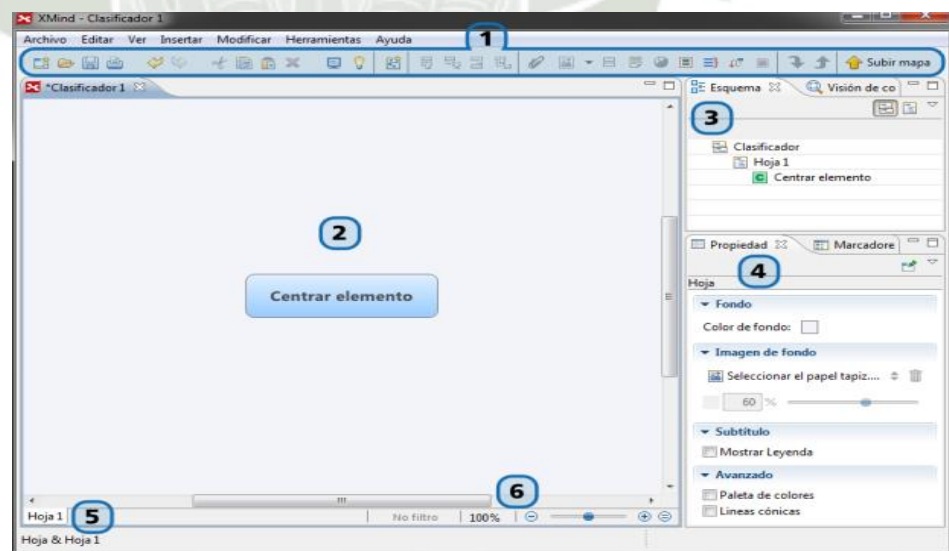 XMind - Clasificador 1
Archivo Editar Ver Insertar Modificar Herramientas Ayuda
1
Subir mapa
*Clasificador 1
Esquema Visión de co
3
Clasificador
Hoja 1
Centrar elemento
2
Centrar elemento
Propiedad Marcadore
4
Hoja
Fondo
Color de fondo:
Imagen de fondo
Seleccionar el papel tapiz....
60 %
Subtítulo
Mostrar Leyenda
Avanzado
Paleta de colores
Lineas cónicas
6
Hoja 1 5 No filtro 100%
Hoja & Hoja 1